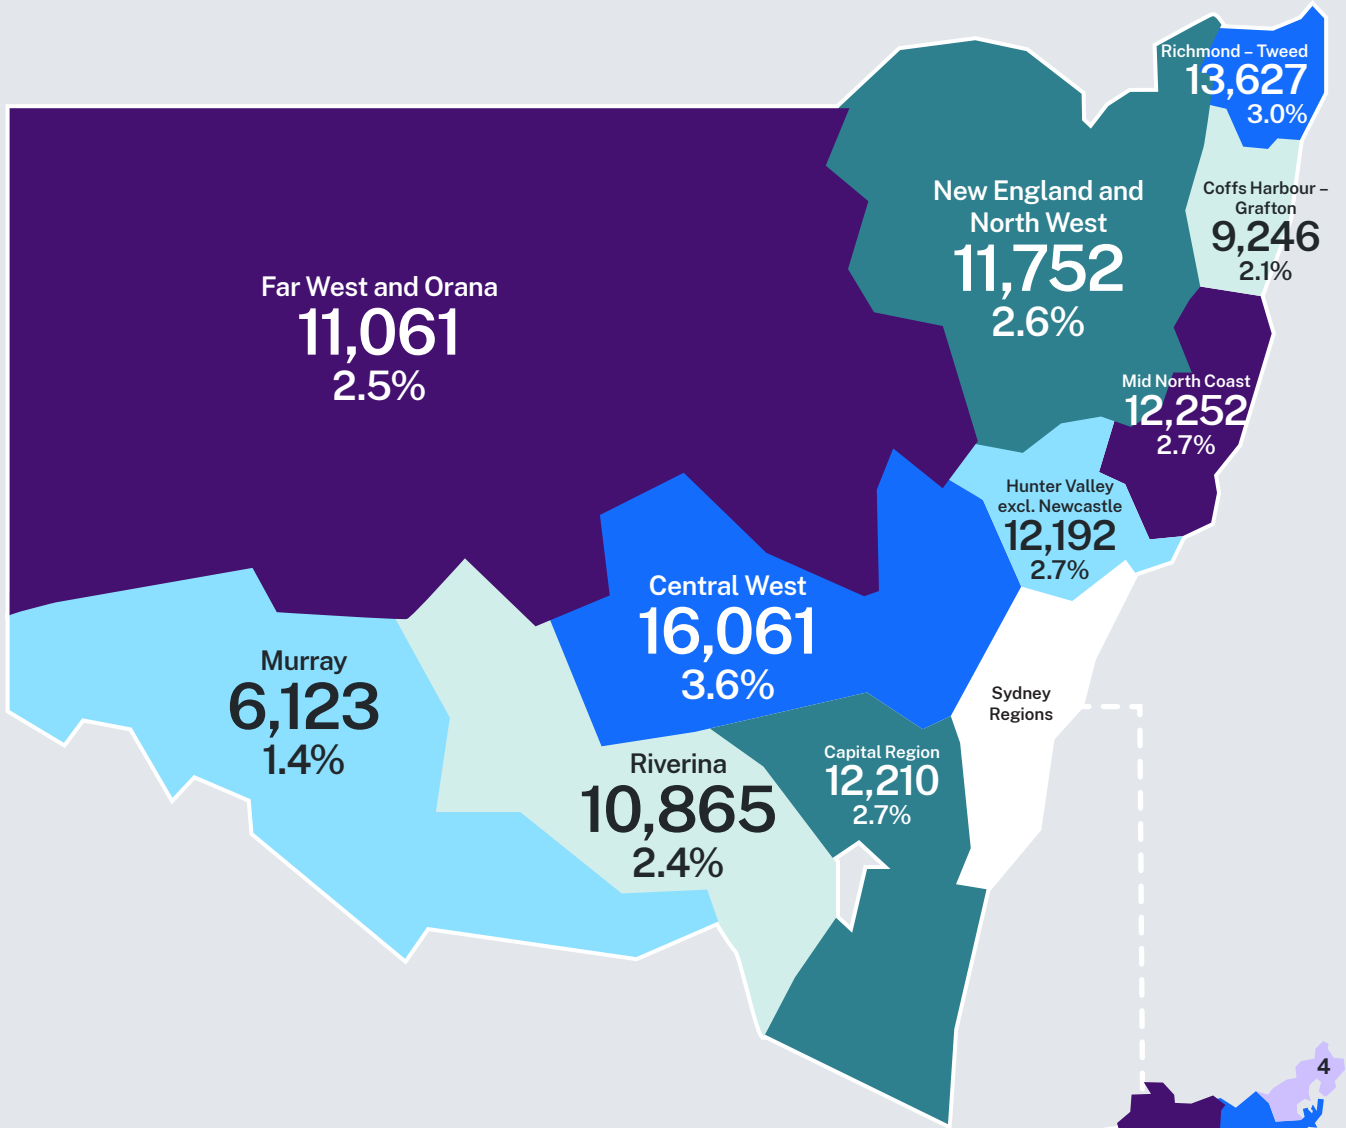 Richmond – Tweed
13,627
3.0%
New England and
North West
11,752
2.6%
Coffs Harbour –
Grafton
9,246
2.1%
Far West and Orana
11,061
2.5%
Mid North Coast
12,252
2.7%
Hunter Valley
excl. Newcastle
12,192
2.7%
Central West
16,061
3.6%
Murray
6,123
1.4%
Sydney
Regions
Riverina
10,865
2.4%
Capital Region
12,210
2.7%
4